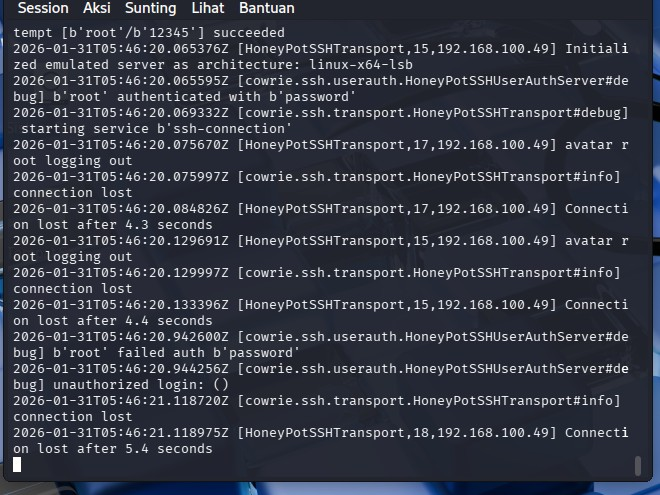 Session Aksi Sunting Lihat Bantuan
tempt [b'root'/b'12345'] succeeded
2026-01-31T05:46:20.065376Z [HoneyPotSSHTransport,15,192.168.100.49] Initiali
zed emulated server as architecture: linux-x64-lsb
2026-01-31T05:46:20.065595Z [cowrie.ssh.userauth.HoneyPotSSHUserAuthServer#de
bug] b'root' authenticated with b'password'
2026-01-31T05:46:20.069332Z [cowrie.ssh.transport.HoneyPotSSHTransport#debug]
 starting service b'ssh-connection'
2026-01-31T05:46:20.075670Z [HoneyPotSSHTransport,17,192.168.100.49] avatar r
oot logging out
2026-01-31T05:46:20.075997Z [cowrie.ssh.transport.HoneyPotSSHTransport#info]
connection lost
2026-01-31T05:46:20.084826Z [HoneyPotSSHTransport,17,192.168.100.49] Connecti
on lost after 4.3 seconds
2026-01-31T05:46:20.129691Z [HoneyPotSSHTransport,15,192.168.100.49] avatar r
oot logging out
2026-01-31T05:46:20.129997Z [cowrie.ssh.transport.HoneyPotSSHTransport#info]
connection lost
2026-01-31T05:46:20.133396Z [HoneyPotSSHTransport,15,192.168.100.49] Connecti
on lost after 4.4 seconds
2026-01-31T05:46:20.942600Z [cowrie.ssh.userauth.HoneyPotSSHUserAuthServer#de
bug] b'root' failed auth b'password'
2026-01-31T05:46:20.944256Z [cowrie.ssh.userauth.HoneyPotSSHUserAuthServer#de
bug] unauthorized login: ()
2026-01-31T05:46:21.118720Z [cowrie.ssh.transport.HoneyPotSSHTransport#info]
connection lost
2026-01-31T05:46:21.118975Z [HoneyPotSSHTransport,18,192.168.100.49] Connecti
on lost after 5.4 seconds